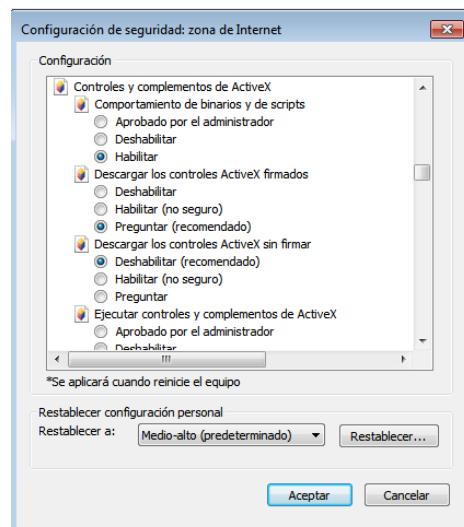 Configuración de seguridad: zona de Internet
Configuración
Controles y complementos de ActiveX
Comportamiento de binarios y de scripts
Aprobado por el administrador
Deshabilitar
Habilitar
Descargar los controles ActiveX firmados
Deshabilitar
Habilitar (no seguro)
Preguntar (recomendado)
Descargar los controles ActiveX sin firmar
Deshabilitar (recomendado)
Habilitar (no seguro)
Preguntar
Ejecutar controles y complementos de ActiveX
Aprobado por el administrador
Deshabilitar
*Se aplicará cuando reinicie el equipo
Restablecer configuración personal
Restablecer a: Medio-alto (predeterminado) Restablecer...
Aceptar Cancelar